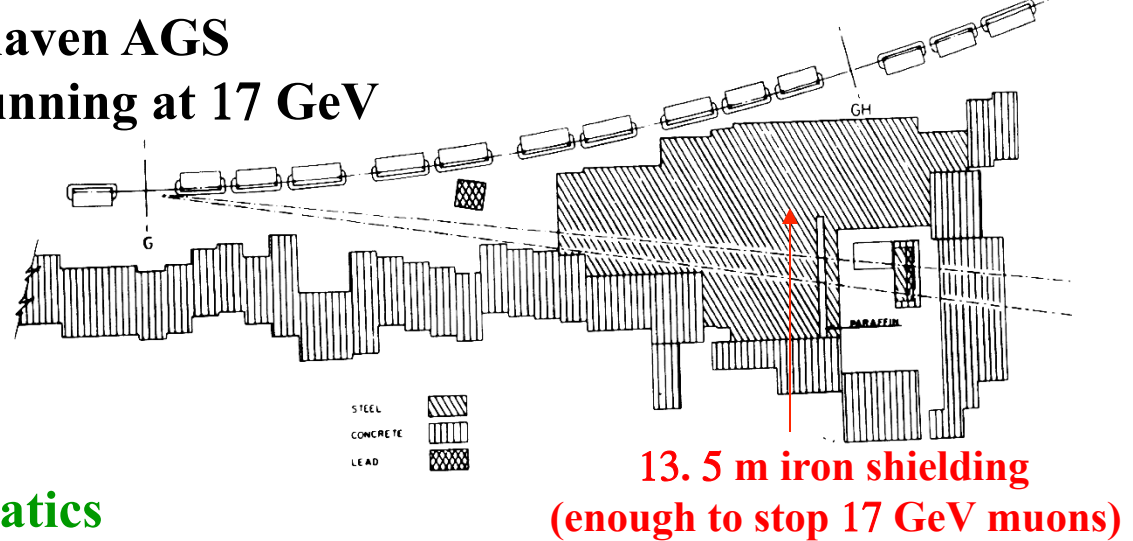 aven AGS
unning at 17 GeV
GH
G
PARAFFIN
STEEL
CONCRETE
LEAD
13. 5 m iron shielding
(enough to stop 17 GeV muons)
atics